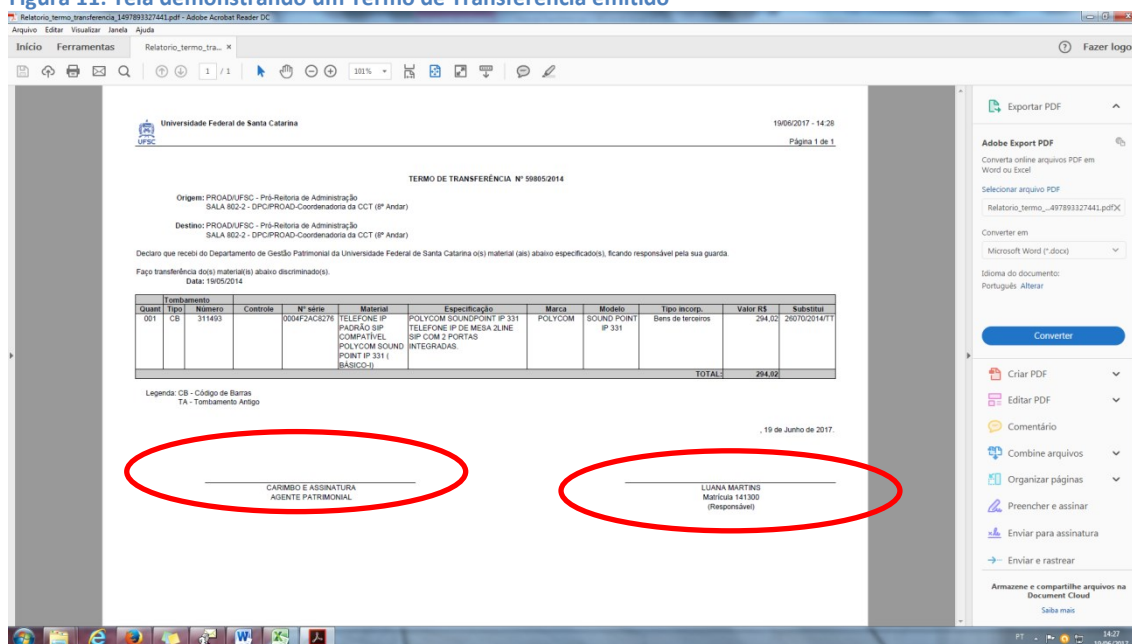 Figura 11: Tela demonstrando um Termo de Transferência emitido
Relatorio_termo_transferencia_1497893327441.pdf - Adobe Acrobat Reader DC
Arquivo Editar Visualizar Janela Ajuda
Início Ferramentas Relatorio_termo_tra... × Fazer logo
1 / 1 101%
Universidade Federal de Santa Catarina 19/06/2017 - 14:28
UFSC Página 1 de 1
TERMO DE TRANSFERÊNCIA Nº 59805/2014
Origem: PROAD/UFSC - Pró-Reitoria de Administração
SALA 802-2 - DPC/PROAD-Coordenadoria da CCT (8º Andar)
Destino: PROAD/UFSC - Pró-Reitoria de Administração
SALA 802-2 - DPC/PROAD-Coordenadoria da CCT (8º Andar)
Declaro que recebi do Departamento de Gestão Patrimonial da Universidade Federal de Santa Catarina o(s) material (ais) abaixo especificado(s), ficando responsável pela sua guarda.
Faço transferência do(s) material(is) abaixo discriminado(s).
Data: 19/05/2014
Tombamento
Quant Tipo Número Controle Nº série Material Especificação Marca Modelo Tipo incorp. Valor R$ Substitui
001 CB 311493 0004F2AC8276 TELEFONE IP POLYCOM SOUNDPOINT IP 331 POLYCOM SOUND POINT Bens de terceiros 294,02 26070/2014/TT
PADRÃO SIP TELEFONE IP DE MESA 2LINE IP 331
COMPATÍVEL SIP COM 2 PORTAS
POLYCOM SOUND INTEGRADAS.
POINT IP 331 (
BÁSICO-I)
TOTAL: 294,02
Legenda: CB - Código de Barras
TA - Tombamento Antigo
, 19 de Junho de 2017.
CARIMBO E ASSINATURA
AGENTE PATRIMONIAL
LUANA MARTINS
Matrícula 141300
(Responsável)
Exportar PDF
Adobe Export PDF
Converta online arquivos PDF em
Word ou Excel
Selecionar arquivo PDF
Relatorio_termo_...497893327441.pdf X
Converter em
Microsoft Word (*.docx)
Idioma do documento:
Português Alterar
Converter
Criar PDF
Editar PDF
Comentário
Combine arquivos
Organizar páginas
Preencher e assinar
Enviar para assinatura
Enviar e rastrear
Armazene e compartilhe arquivos na
Document Cloud
Saiba mais
PT 14:27
19/06/2017